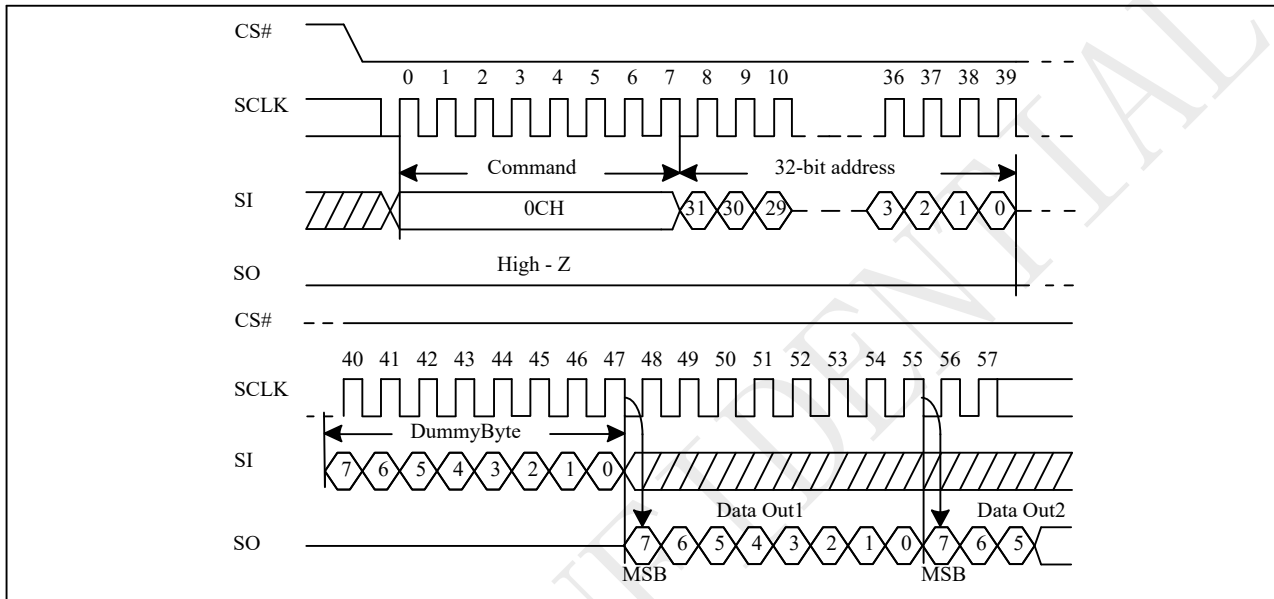 CS#
0 1 2 3 4 5 6 7 8 9 10 36 37 38 39
SCLK
Command 32-bit address
SI 0CH 31 30 29 3 2 1 0
High - Z
SO
CS#
40 41 42 43 44 45 46 47 48 49 50 51 52 53 54 55 56 57
SCLK
DummyByte
SI 7 6 5 4 3 2 1 0
Data Out1 Data Out2
SO 7 6 5 4 3 2 1 0 7 6 5
MSB MSB
NFIDENTIAL